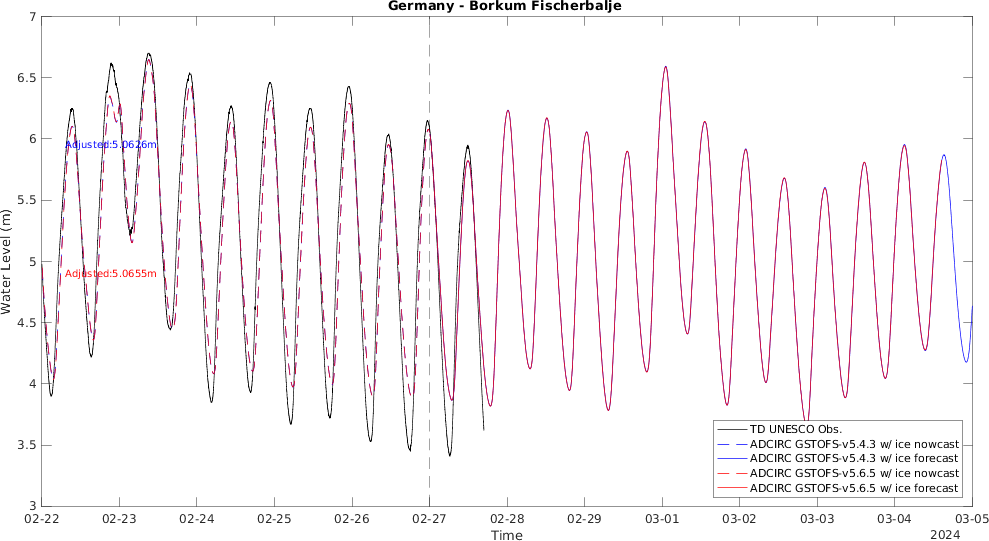 Germany - Borkum Fischerbalje
7
6.5
6
5.5
5
4.5
4
3.5
3
Water Level (m)
Adjusted:5.0626m
Adjusted:5.0655m
TD UNESCO Obs.
ADCIRC GSTOFS-v5.4.3 w/ ice nowcast
ADCIRC GSTOFS-v5.4.3 w/ ice forecast
ADCIRC GSTOFS-v5.6.5 w/ ice nowcast
ADCIRC GSTOFS-v5.6.5 w/ ice forecast
02-22 02-23 02-24 02-25 02-26 02-27 02-28 02-29 03-01 03-02 03-03 03-04 03-05
Time
2024